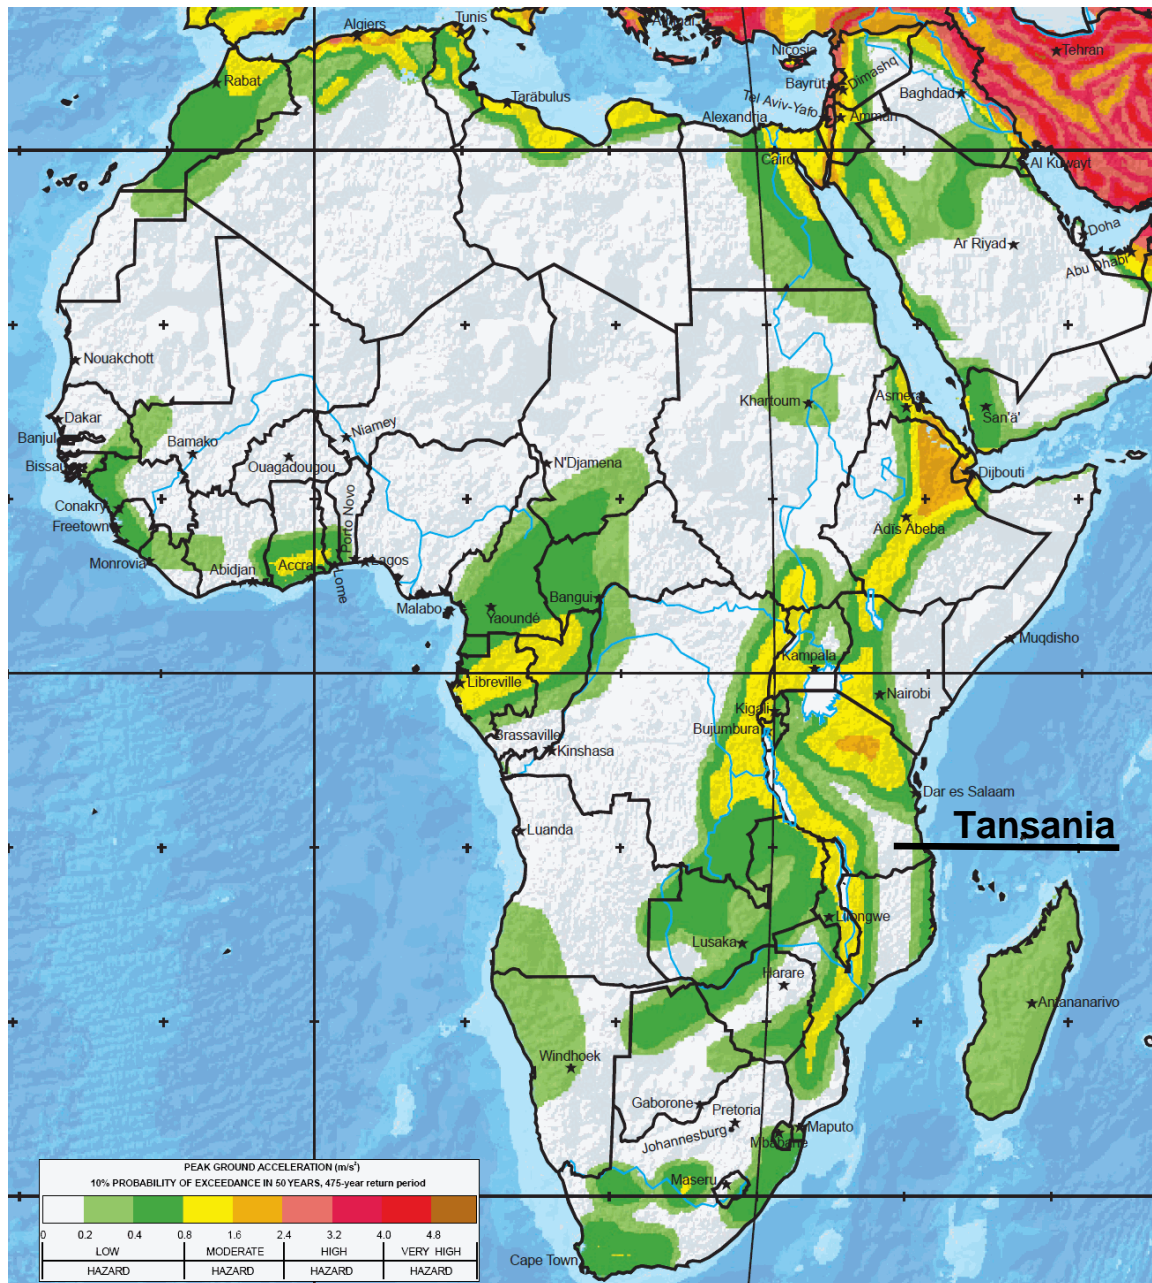 Algiers
Tunis
Nicosia
Tehran
Rabat
Bayrūt
Dimashq
Baghdad
Taräbulus
Tel Aviv-Yafo
Alexandria
Amman
Cairo
Al Kuwayt
Doha
Ar Riyad
Abu Dhabi
Nouakchott
Khartoum
Asmera
San'ä'
Dakar
Banjul
Bamako
Niamey
Bissau
Ouagadougou
N'Djamena
Dijbouti
Conakry
Freetown
Porto Novo
Adis Abeba
Monrovia
Abidjan
Accra
Lome
Lagos
Malabo
Yaoundé
Bangui
Muqdisho
Kampala
Libreville
Nairobi
Kigali
Bujumbura
Brassaville
Kinshasa
Dar es Salaam
Luanda
Tansania
Lilongwe
Lusaka
Harare
Antananarivo
Windhoek
Gaborone
Pretoria
Johannesburg
Mbabane
Maputo
Maseru
Cape Town
PEAK GROUND ACCELERATION (m/s²)
10% PROBABILITY OF EXCEEDANCE IN 50 YEARS, 475-year return period
0 0.2 0.4 0.8 1.6 2.4 3.2 4.0 4.8
LOW MODERATE HIGH VERY HIGH
HAZARD HAZARD HAZARD HAZARD